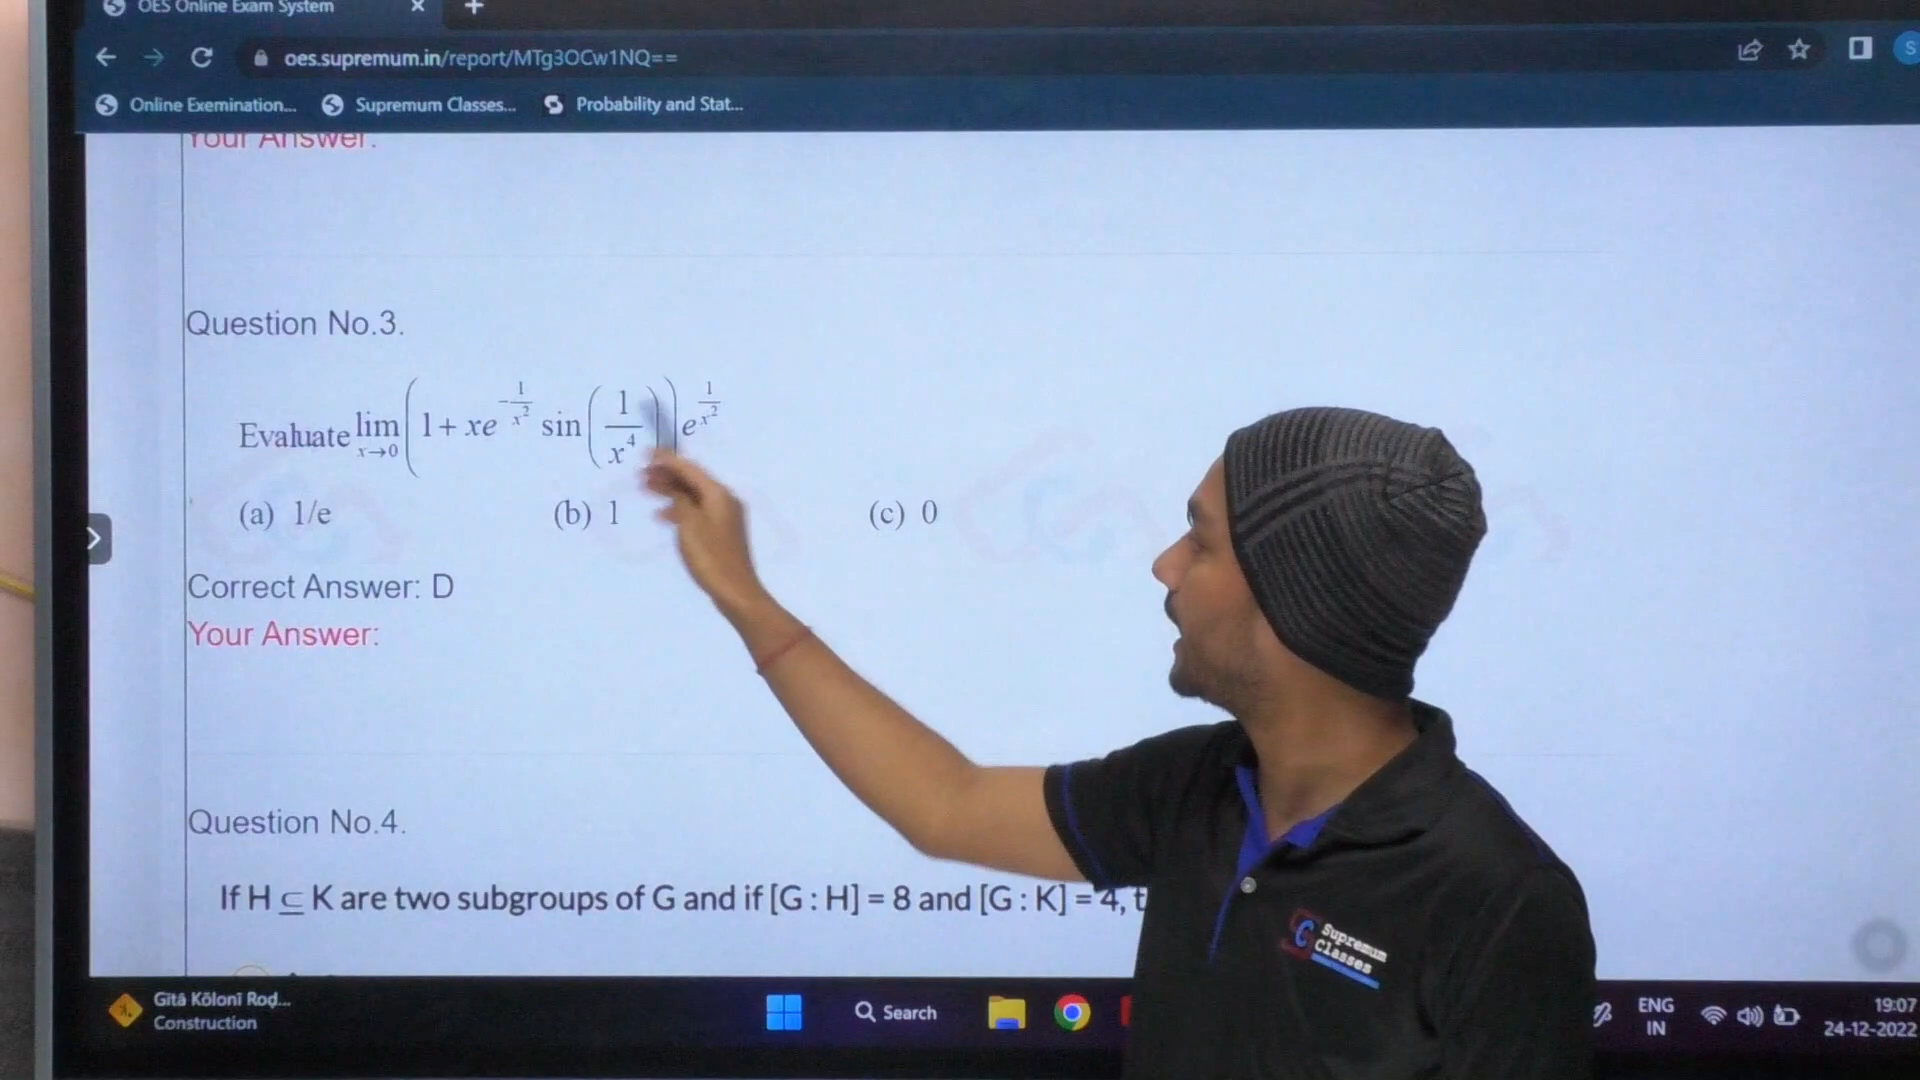 OES Online Exam System
oes.supremum.in/report/MTg3OCw1NQ==
S
Online Exemination... Supremum Classes... Probability and Stat...
Your Answer:
Question No.3.
Evaluate lim x→0 (1 + xe^(-1/x²) sin(1/x⁴)) e^(1/x²)
(a) 1/e (b) 1 (c) 0
Correct Answer: D
Your Answer:
Question No.4.
If H ⊆ K are two subgroups of G and if [G : H] = 8 and [G : K] = 4, t
Supremum
Classes
Gītā Kŏlonī Roḍ...
Construction
Search
ENG
IN
19:07
24-12-2022